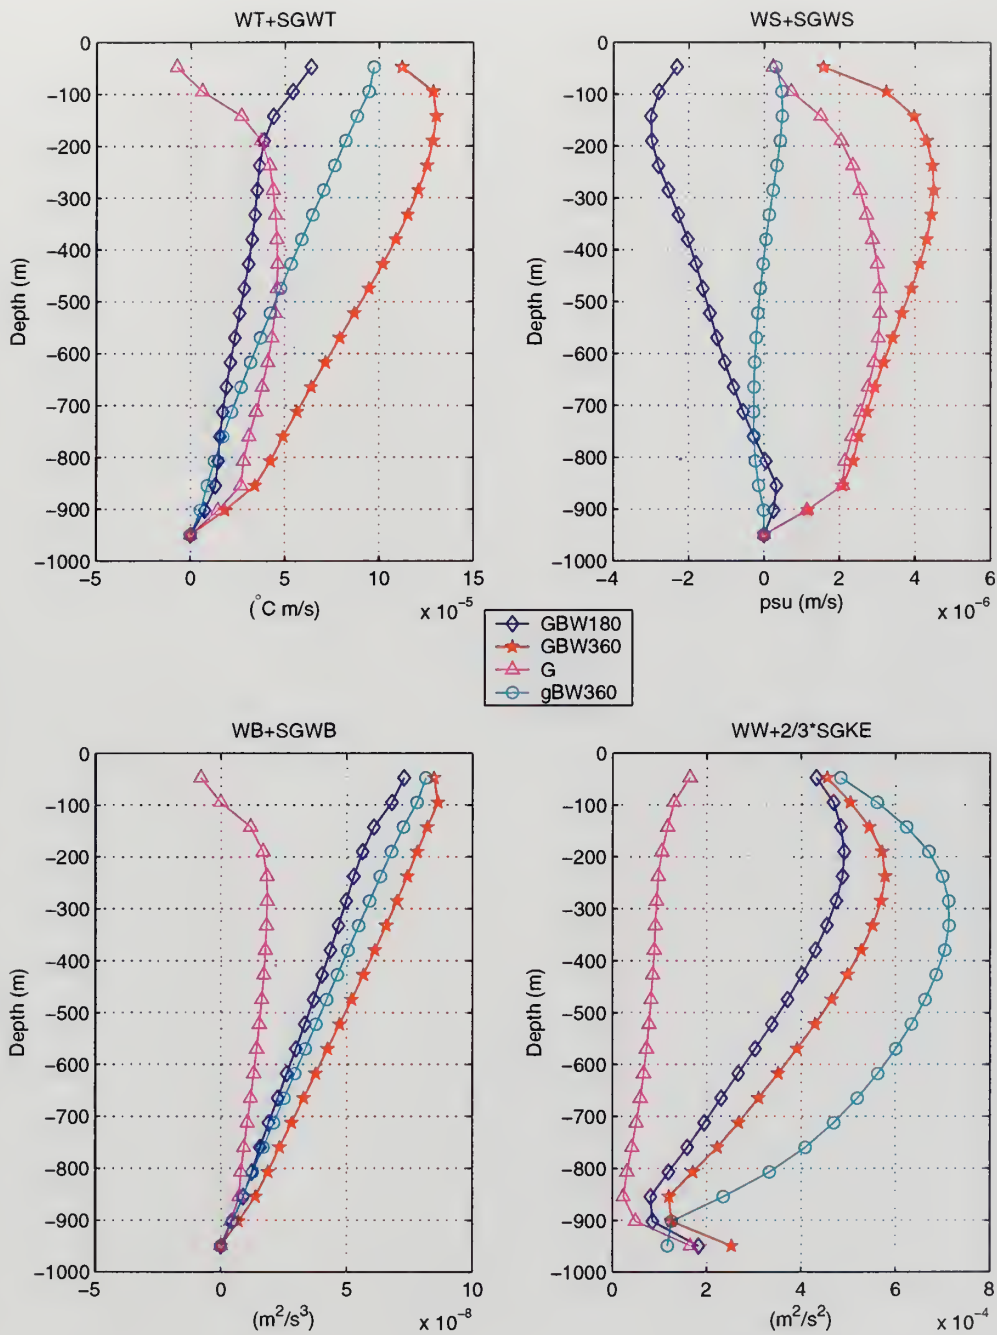 WT+SGWT
0
−100
−200
−300
−400
−500
−600
−700
−800
−900
−1000
Depth (m)
−5 0 5 10 15
(°C m/s)
x 10⁻⁵
WS+SGWS
0
−100
−200
−300
−400
−500
−600
−700
−800
−900
−1000
Depth (m)
−4 −2 0 2 4 6
psu (m/s)
x 10⁻⁶
GBW180
GBW360
G
gBW360
WB+SGWB
0
−100
−200
−300
−400
−500
−600
−700
−800
−900
−1000
Depth (m)
−5 0 5 10
(m²/s³)
x 10⁻⁸
WW+2/3*SGKE
0
−100
−200
−300
−400
−500
−600
−700
−800
−900
−1000
Depth (m)
0 2 4 6 8
(m²/s²)
x 10⁻⁴